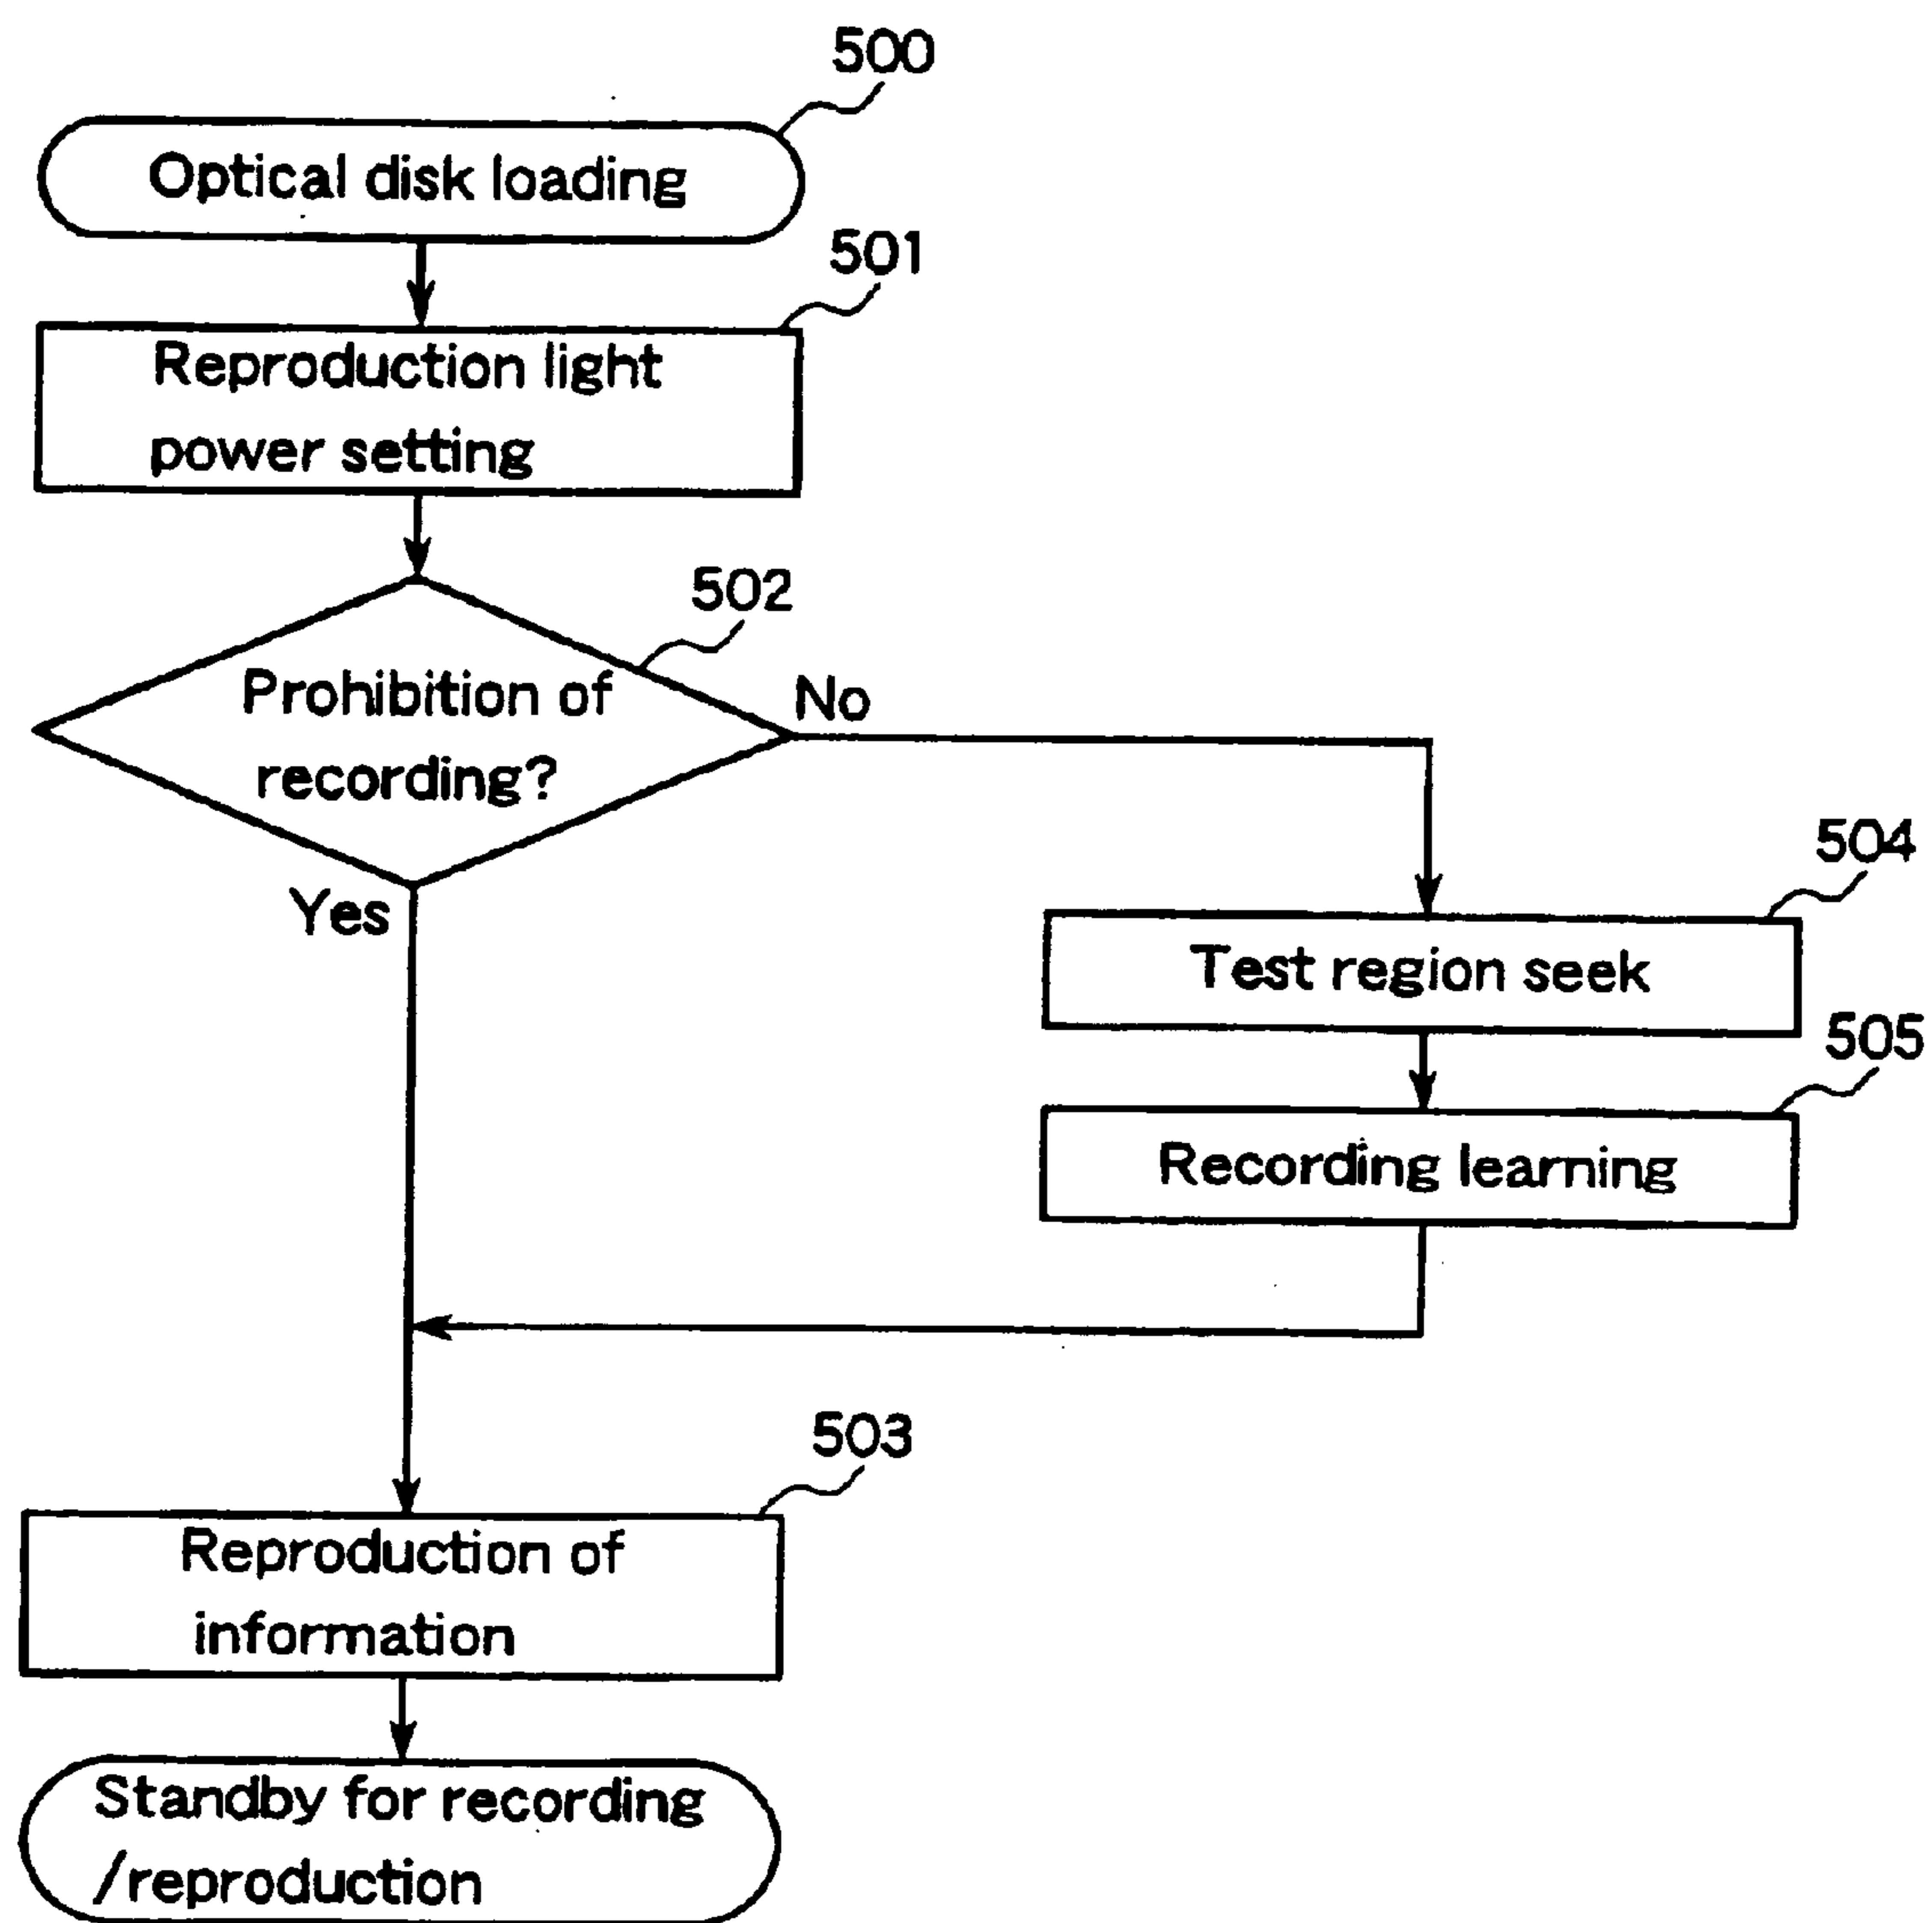 500
Optical disk loading
501
Reproduction light
power setting
502
Prohibition of
recording?
No
Yes
504
Test region seek
505
Recording learning
503
Reproduction of
information
Standby for recording
/reproduction